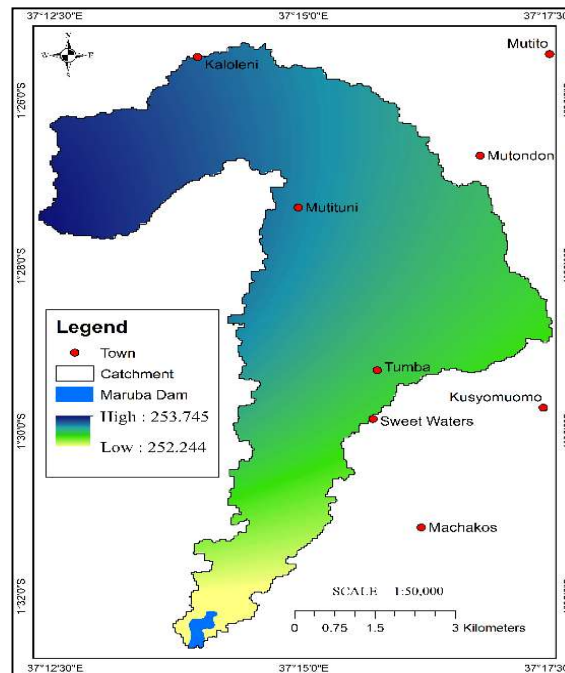 37°12'30"E 37°15'0"E 37°17'30"E
N
W E
S
Kaloleni
Mutito
1°26'0"S
Mutondon
Mutituni
1°28'0"S
Legend
Town
Catchment
Maruba Dam
High : 253.745
Low : 252.244
Tumba
Kusyomuomo
1°30'0"S
Sweet Waters
Machakos
1°32'0"S
SCALE 1:50,000
0 0.75 1.5 3 Kilometers
37°12'30"E 37°15'0"E 37°17'30"E